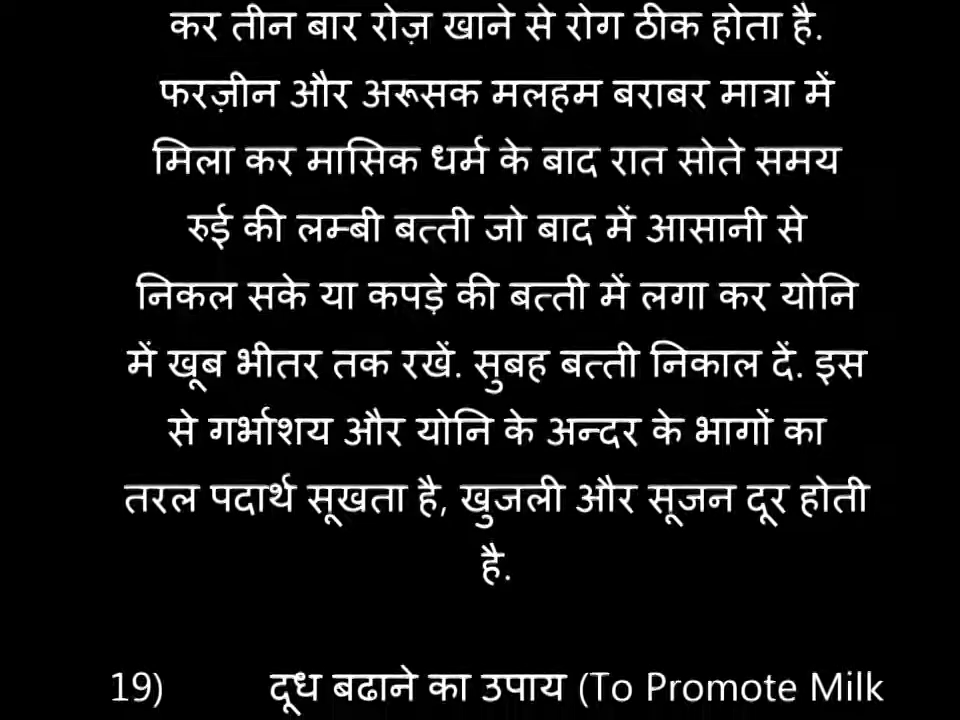 कर तीन बार रोज़ खाने से रोग ठीक होता है.
फरज़ीन और अरूसक मलहम बराबर मात्रा में
मिला कर मासिक धर्म के बाद रात सोते समय
रुई की लम्बी बत्ती जो बाद में आसानी से
निकल सके या कपड़े की बत्ती में लगा कर योनि
में खूब भीतर तक रखें. सुबह बत्ती निकाल दें. इस
से गर्भाशय और योनि के अन्दर के भागों का
तरल पदार्थ सूखता है, खुजली और सूजन दूर होती
है.
19) दूध बढाने का उपाय (To Promote Milk